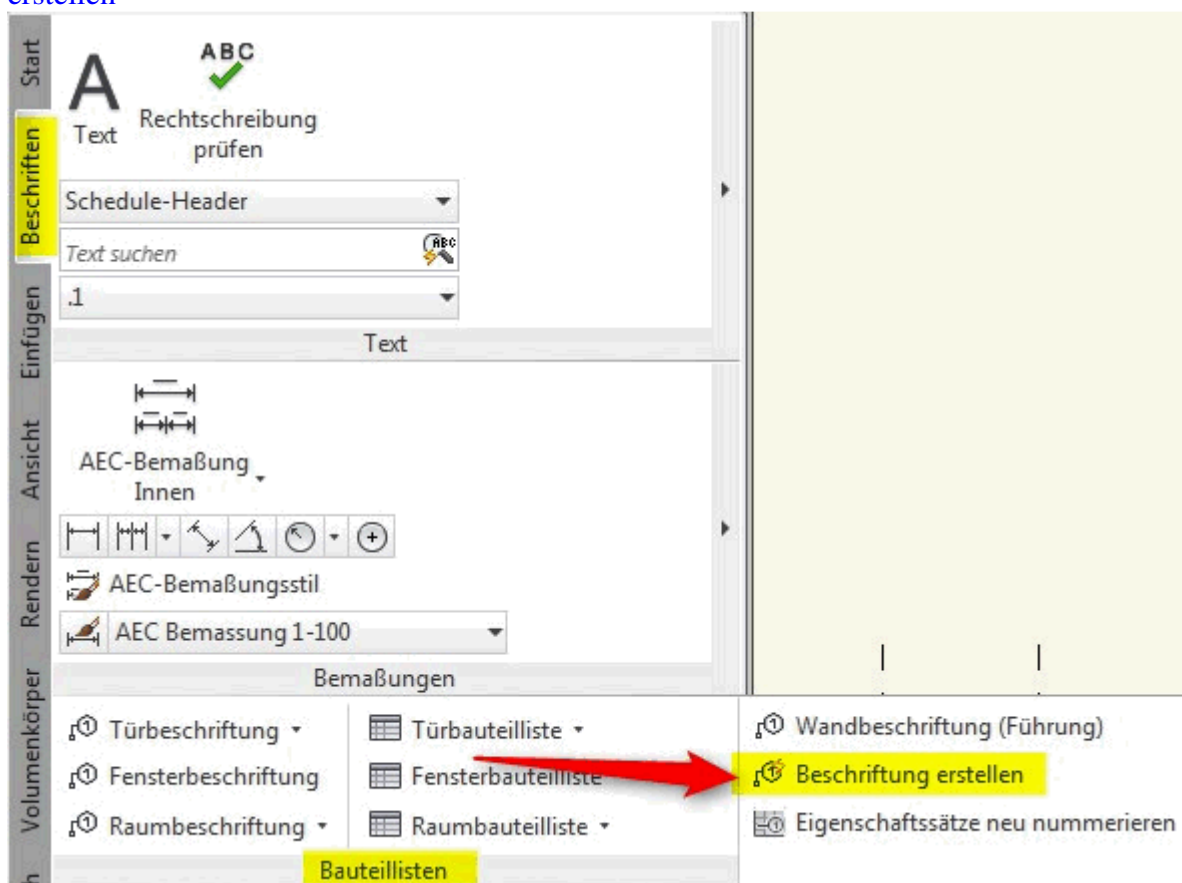 erstellen
Start
Beschriften
Einfügen
Ansicht
Rendern
Volumenkörper
A
Text
ABC
Rechtschreibung
prüfen
Schedule-Header
Text suchen
ABC
.1
Text
AEC-Bemaßung
Innen
AEC-Bemaßungsstil
AEC Bemassung 1-100
Bemaßungen
Türbeschriftung
Türbauteilliste
Wandbeschriftung (Führung)
Fensterbeschriftung
Fensterbauteilliste
Beschriftung erstellen
Raumbeschriftung
Raumbauteilliste
Eigenschaftssätze neu nummerieren
Bauteillisten